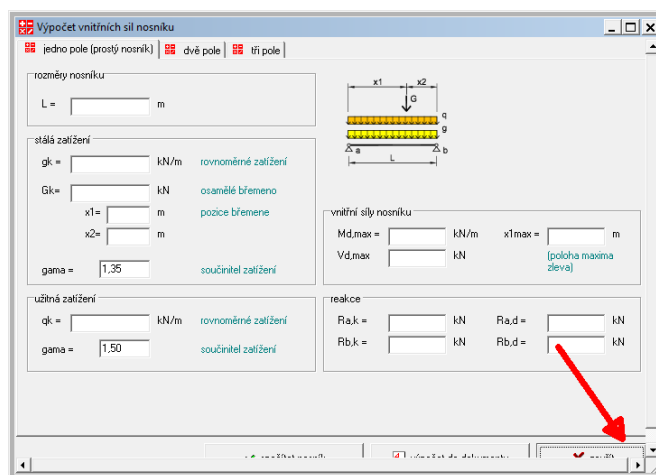 Výpočet vnitřních sil nosníku
jedno pole (prostý nosník) dvě pole tři pole
rozměry nosníku
L = m
stálá zatížení
gk = kN/m rovnoměrné zatížení
Gk= kN osamělé břemeno
x1= m pozice břemene
x2= m
gama = 1,35 součinitel zatížení
užitná zatížení
qk = kN/m rovnoměrné zatížení
gama = 1,50 součinitel zatížení
x1 x2
G
q
g
a b
L
vnitřní síly nosníku
Md,max = kN/m x1max = m
Vd,max kN (poloha maxima
zleva)
reakce
Ra,k = kN Ra,d = kN
Rb,k = kN Rb,d = kN
výpočet do dokumentu